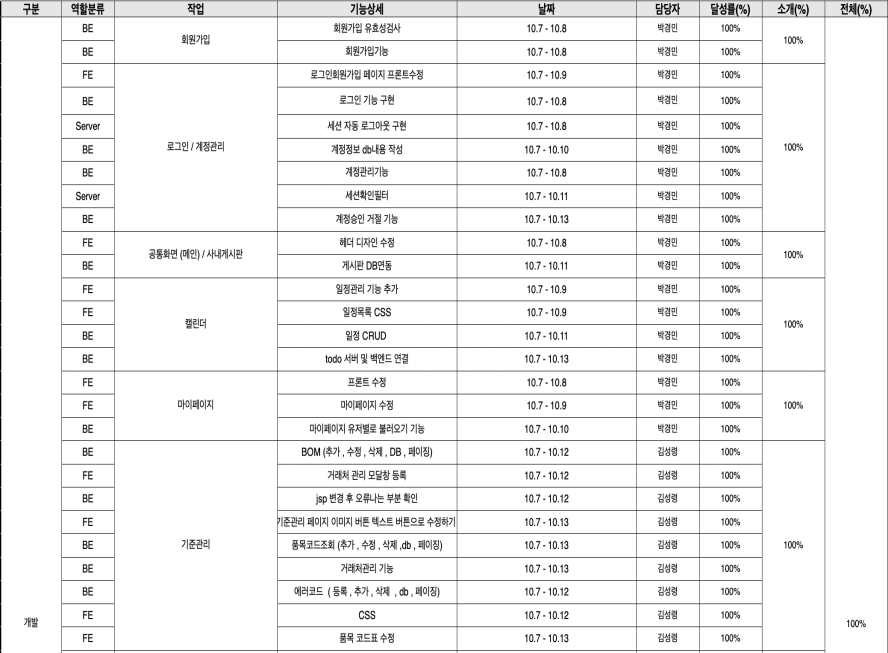 구분 역할분류 작업 기능상세 날짜 담당자 달성률(%) 소개(%) 전체(%)
BE 회원가입 유효성검사 10.7 - 10.8 박경민 100%
회원가입 100%
BE 회원가입기능 10.7 - 10.8 박경민 100%
FE 로그인회원가입 페이지 프론트수정 10.7 - 10.9 박경민 100%
BE 로그인 기능 구현 10.7 - 10.8 박경민 100%
Server 세션 자동 로그아웃 구현 10.7 - 10.8 박경민 100%
BE 로그인 / 계정관리 계정정보 db내용 작성 10.7 - 10.10 박경민 100% 100%
BE 계정관리기능 10.7 - 10.8 박경민 100%
Server 세션확인필터 10.7 - 10.11 박경민 100%
BE 계정승인 거절 기능 10.7 - 10.13 박경민 100%
FE 헤더 디자인 수정 10.7 - 10.8 박경민 100%
공통화면 (메인) / 사내게시판 100%
BE 게시판 DB연동 10.7 - 10.11 박경민 100%
FE 일정관리 기능 추가 10.7 - 10.9 박경민 100%
FE 일정목록 CSS 10.7 - 10.9 박경민 100%
캘린더 100%
BE 일정 CRUD 10.7 - 10.11 박경민 100%
BE todo 서버 및 백엔드 연결 10.7 - 10.13 박경민 100%
FE 프론트 수정 10.7 - 10.8 박경민 100%
FE 마이페이지 마이페이지 수정 10.7 - 10.9 박경민 100% 100%
BE 마이페이지 유저별로 불러오기 기능 10.7 - 10.10 박경민 100%
BE BOM (추가 , 수정 , 삭제 , DB , 페이징) 10.7 - 10.12 김성령 100%
FE 거래처 관리 모달창 등록 10.7 - 10.12 김성령 100%
BE jsp 변경 후 오류나는 부분 확인 10.7 - 10.12 김성령 100%
FE 기준관리 페이지 이미지 버튼 텍스트 버튼으로 수정하기 10.7 - 10.13 김성령 100%
BE 기준관리 품목코드조회 (추가 , 수정 , 삭제 ,db , 페이징) 10.7 - 10.13 김성령 100% 100%
BE 거래처관리 기능 10.7 - 10.13 김성령 100%
BE 에러코드 ( 등록 , 추가 , 삭제 , db , 페이징) 10.7 - 10.12 김성령 100%
FE CSS 10.7 - 10.12 김성령 100%
개발 100%
FE 품목 코드표 수정 10.7 - 10.13 김성령 100%